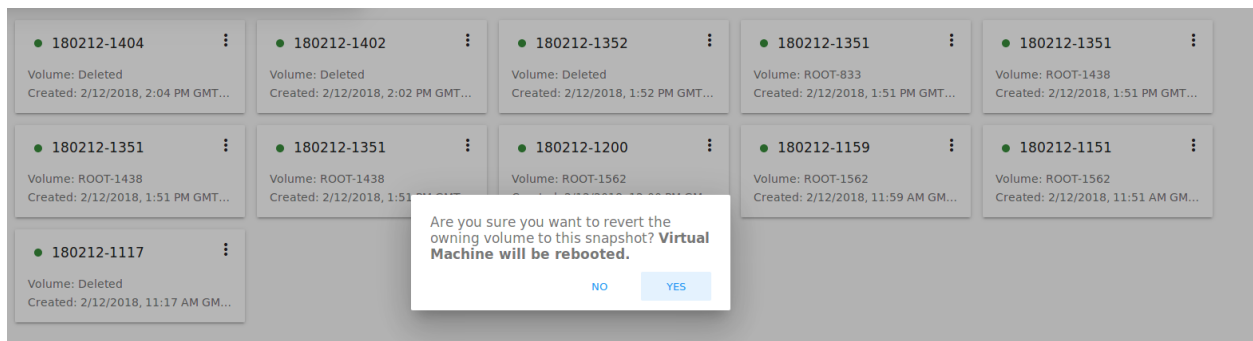 180212-1404
Volume: Deleted
Created: 2/12/2018, 2:04 PM GMT...
180212-1402
Volume: Deleted
Created: 2/12/2018, 2:02 PM GMT...
180212-1352
Volume: Deleted
Created: 2/12/2018, 1:52 PM GMT...
180212-1351
Volume: ROOT-833
Created: 2/12/2018, 1:51 PM GMT...
180212-1351
Volume: ROOT-1438
Created: 2/12/2018, 1:51 PM GMT...
180212-1351
Volume: ROOT-1438
Created: 2/12/2018, 1:51 PM GMT...
180212-1351
Volume: ROOT-1438
Created: 2/12/2018, 1:51
180212-1200
Volume: ROOT-1562
180212-1159
Volume: ROOT-1562
Created: 2/12/2018, 11:59 AM GM...
180212-1151
Volume: ROOT-1562
Created: 2/12/2018, 11:51 AM GM...
180212-1117
Volume: Deleted
Created: 2/12/2018, 11:17 AM GM...
Are you sure you want to revert the
owning volume to this snapshot? Virtual
Machine will be rebooted.
NO
YES